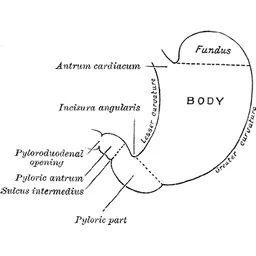 Fundus
Antrum cardiacum
BODY
Incisura angularis
Lesser curvature
Greater curvature
Pyloroduodenal
opening
Pyloric antrum
Sulcus intermedius
Pyloric part